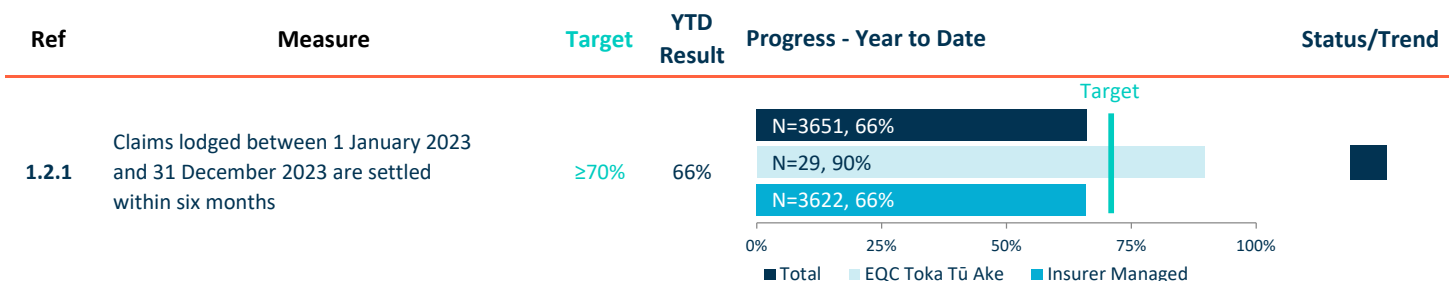 Ref
Measure
Target
YTD
Result
Progress - Year to Date
Status/Trend
1.2.1
Claims lodged between 1 January 2023
and 31 December 2023 are settled
within six months
≥70%
66%
Target
N=3651, 66%
N=29, 90%
N=3622, 66%
0% 25% 50% 75% 100%
Total EQC Toka Tū Ake Insurer Managed